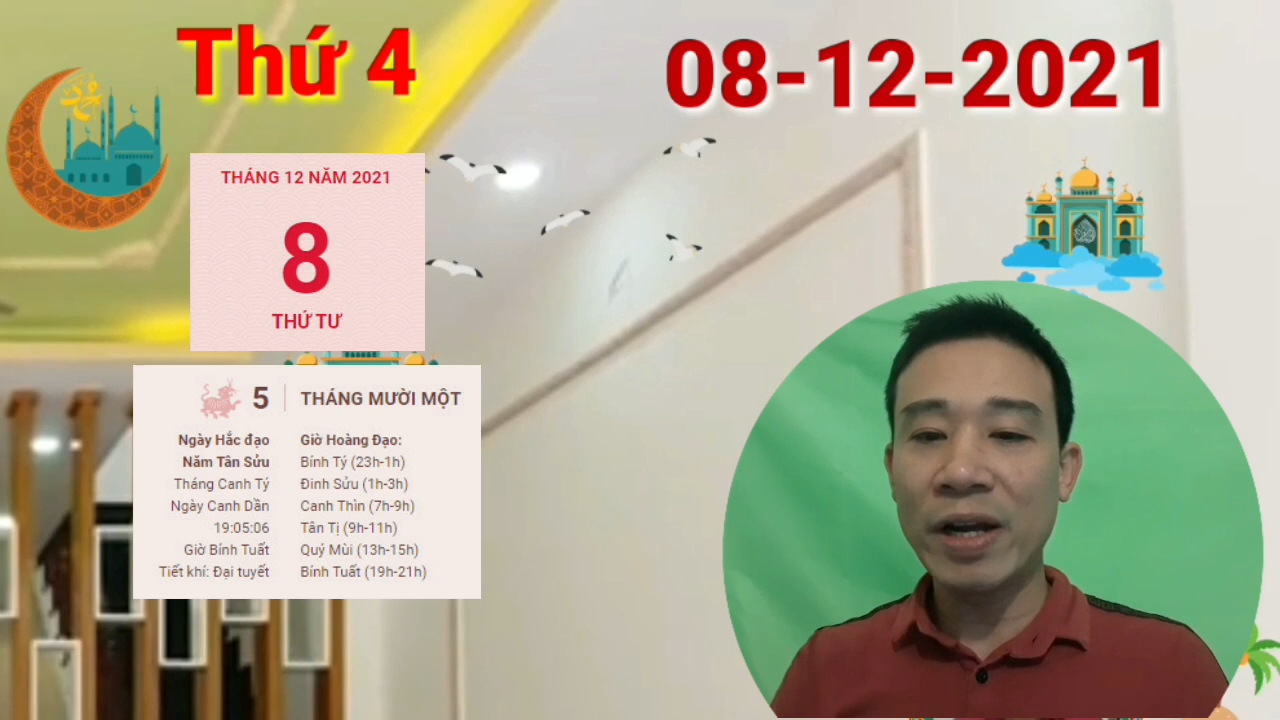 Thứ 4
08-12-2021
THÁNG 12 NĂM 2021
8
THỨ TƯ
5 THÁNG MƯỜI MỘT
Ngày Hắc đạo
Năm Tân Sửu
Tháng Canh Tý
Ngày Canh Dần
19:05:06
Giờ Bính Tuất
Tiết khí: Đại tuyết
Giờ Hoàng Đạo:
Bính Tý (23h-1h)
Đinh Sửu (1h-3h)
Canh Thìn (7h-9h)
Tân Tị (9h-11h)
Quý Mùi (13h-15h)
Bính Tuất (19h-21h)